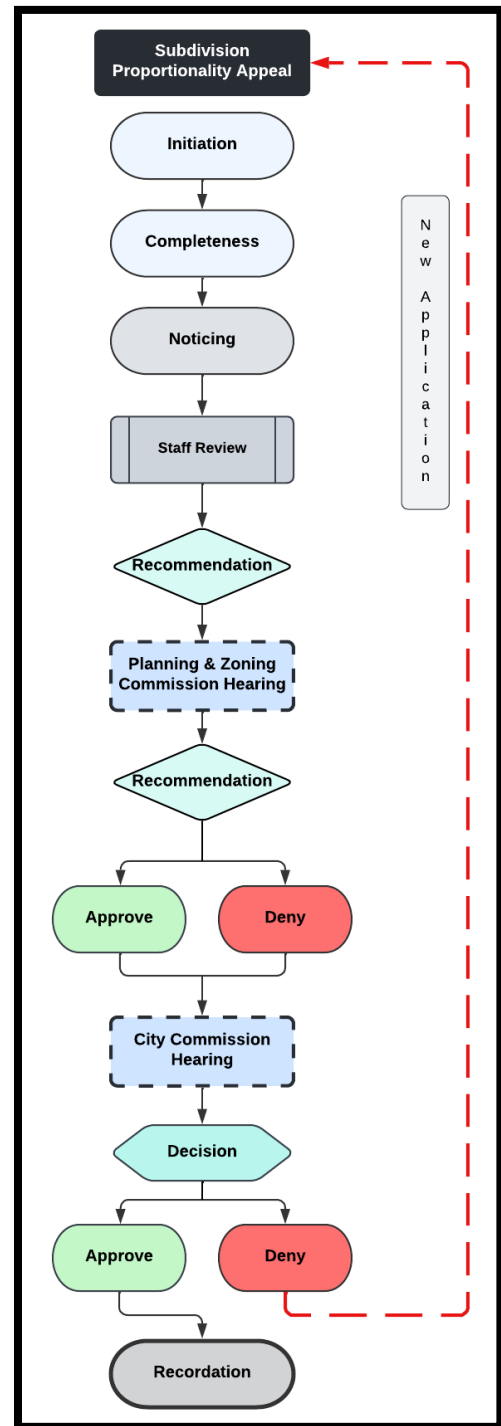 Subdivision
Proportionality Appeal
Initiation
Completeness
Noticing
Staff Review
Recommendation
Planning & Zoning
Commission Hearing
Recommendation
Approve
Deny
City Commission
Hearing
Decision
Approve
Deny
Recordation
New Application